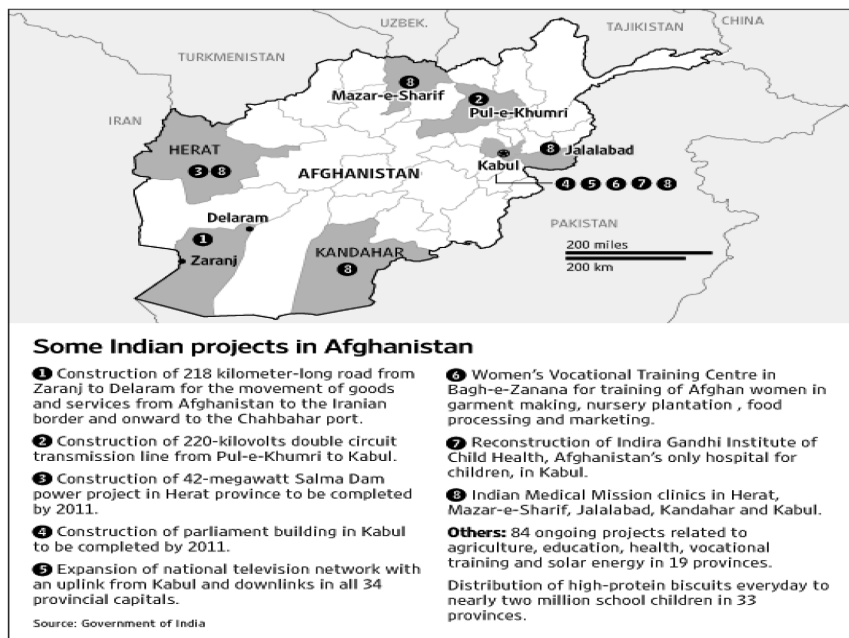 UZBEK.
TAJIKISTAN
CHINA
TURKMENISTAN
8
Mazar-e-Sharif
2
Pul-e-Khumri
IRAN
HERAT
3 8
8 Jalalabad
Kabul
AFGHANISTAN
4 5 6 7 8
Delaram
1
Zaranj
KANDAHAR
8
PAKISTAN
200 miles
200 km
Some Indian projects in Afghanistan
1 Construction of 218 kilometer-long road from
Zaranj to Delaram for the movement of goods
and services from Afghanistan to the Iranian
border and onward to the Chahbahar port.
2 Construction of 220-kilovolts double circuit
transmission line from Pul-e-Khumri to Kabul.
3 Construction of 42-megawatt Salma Dam
power project in Herat province to be completed
by 2011.
4 Construction of parliament building in Kabul
to be completed by 2011.
5 Expansion of national television network with
an uplink from Kabul and downlinks in all 34
provincial capitals.
Source: Government of India
6 Women's Vocational Training Centre in
Bagh-e-Zanana for training of Afghan women in
garment making, nursery plantation , food
processing and marketing.
7 Reconstruction of Indira Gandhi Institute of
Child Health, Afghanistan's only hospital for
children, in Kabul.
8 Indian Medical Mission clinics in Herat,
Mazar-e-Sharif, Jalalabad, Kandahar and Kabul.
Others: 84 ongoing projects related to
agriculture, education, health, vocational
training and solar energy in 19 provinces.
Distribution of high-protein biscuits everyday to
nearly two million school children in 33
provinces.